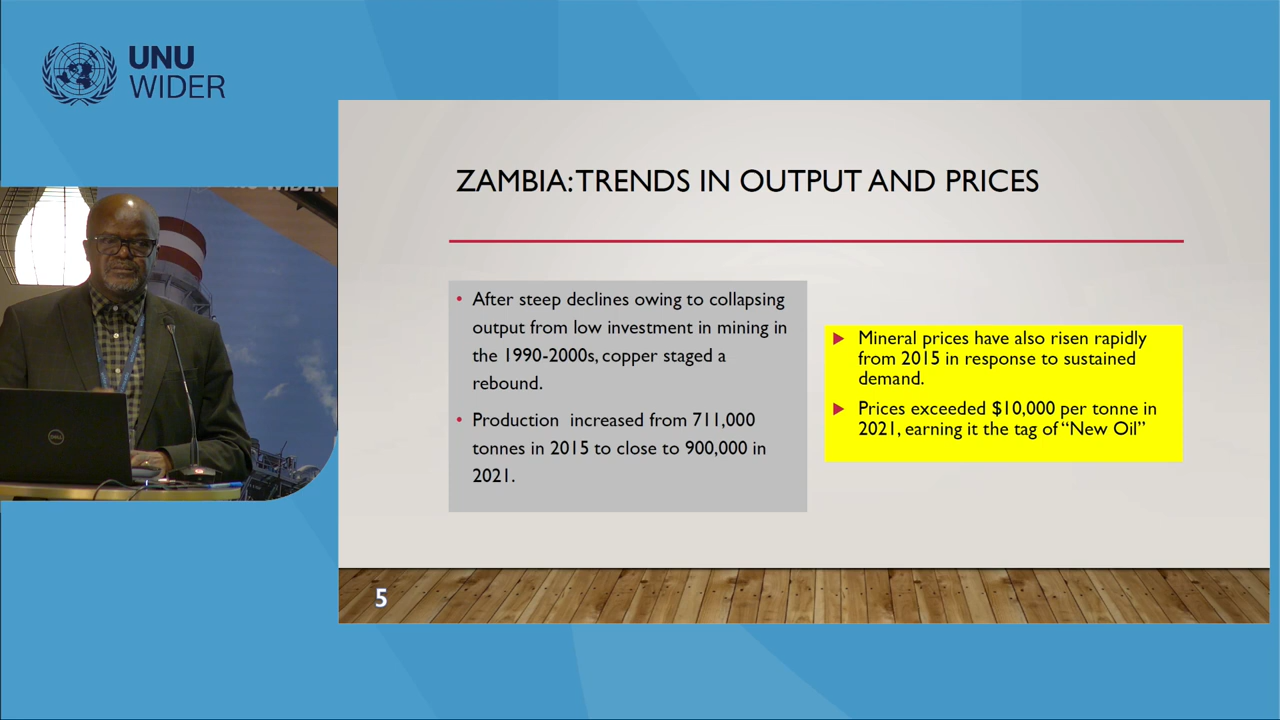 UNU
WIDER
UNU WIDER
ZAMBIA: TRENDS IN OUTPUT AND PRICES
• After steep declines owing to collapsing
output from low investment in mining in
the 1990-2000s, copper staged a
rebound.
• Production increased from 711,000
tonnes in 2015 to close to 900,000 in
2021.
Mineral prices have also risen rapidly
from 2015 in response to sustained
demand.
Prices exceeded $10,000 per tonne in
2021, earning it the tag of “New Oil”
5
DELL